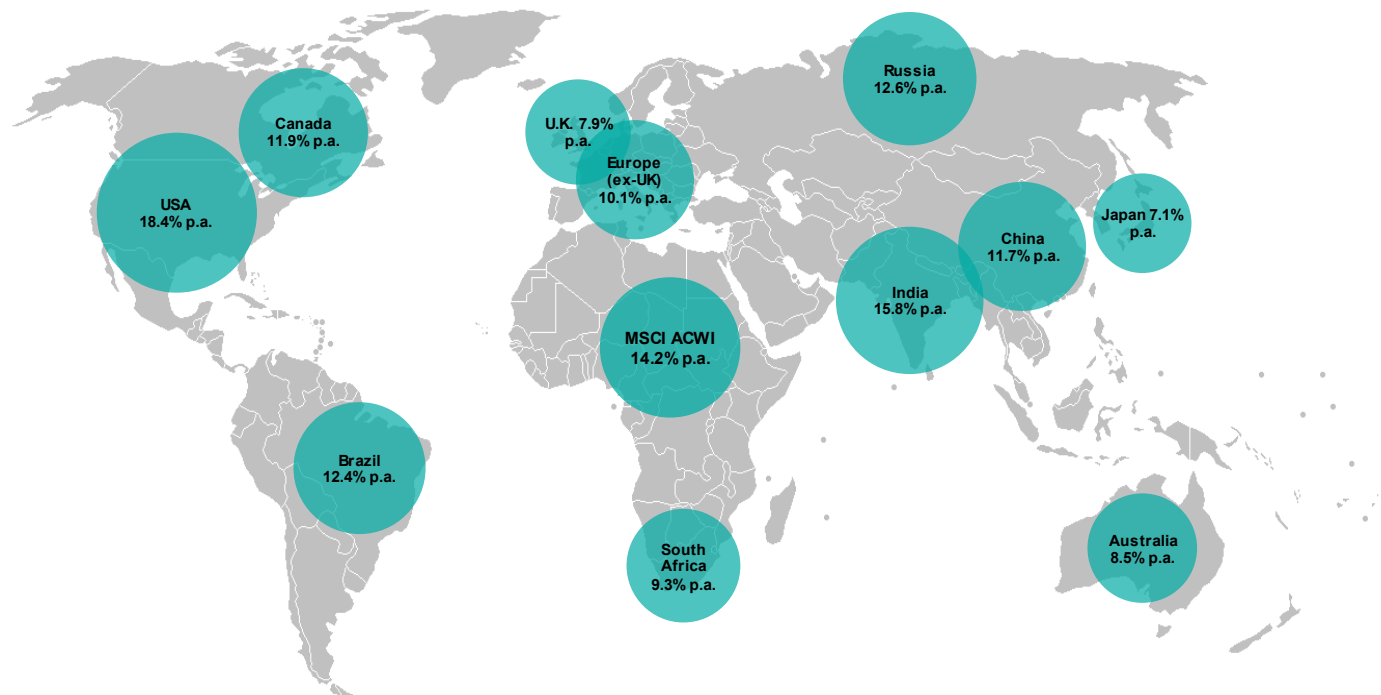 Russia
12.6% p.a.
Canada
11.9% p.a.
U.K. 7.9%
p.a.
Europe
(ex-UK)
10.1% p.a.
USA
18.4% p.a.
Japan 7.1%
p.a.
China
11.7% p.a.
India
15.8% p.a.
MSCI ACWI
14.2% p.a.
Brazil
12.4% p.a.
South
Africa
9.3% p.a.
Australia
8.5% p.a.